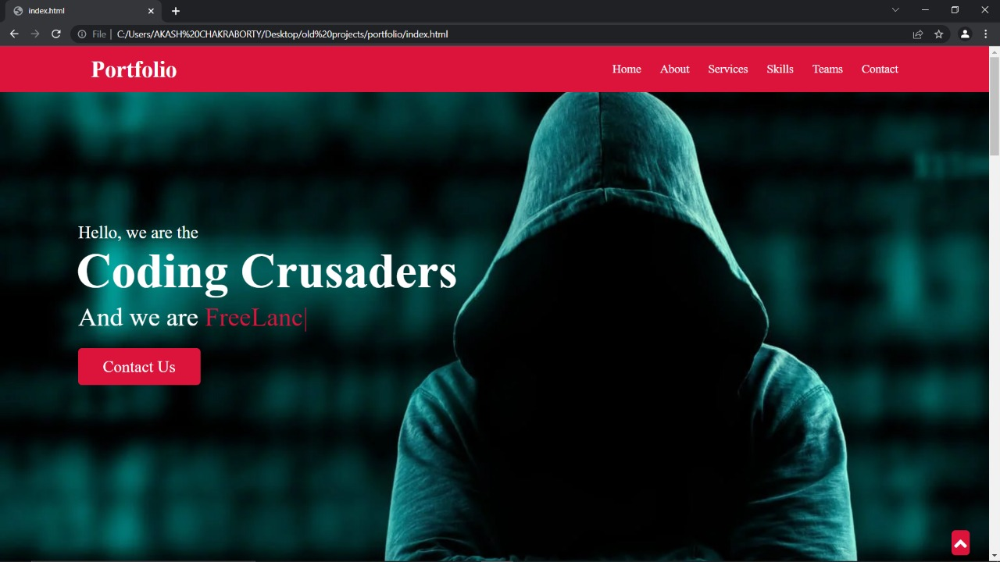 index.html
File | C:/Users/AKASH%20CHAKRABORTY/Desktop/old%20projects/portfolio/index.html
Portfolio Home About Services Skills Teams Contact
Hello, we are the
Coding Crusaders
And we are FreeLanc|
Contact Us